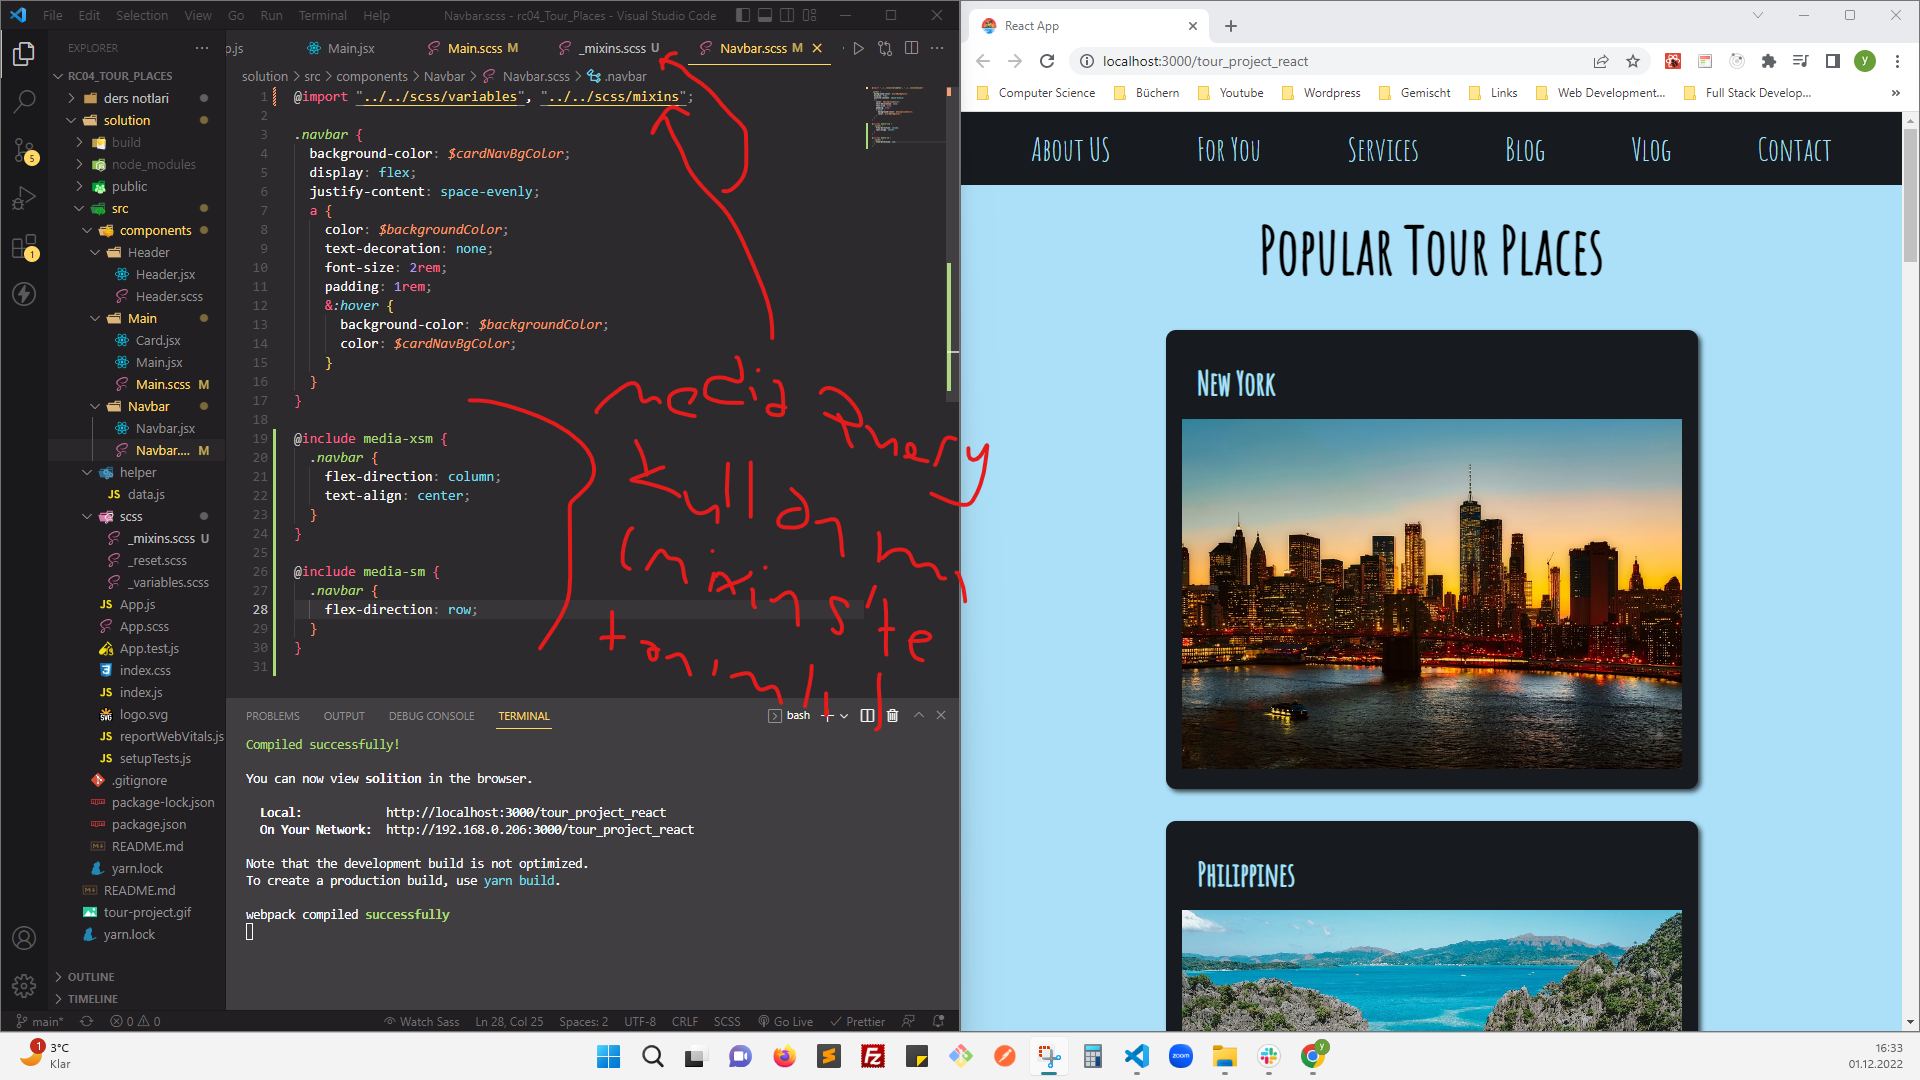 File Edit Selection View Go Run Terminal Help
Navbar.scss - rc04_Tour_Places - Visual Studio Code
EXPLORER
RC04_TOUR_PLACES
ders notlari
solution
build
node_modules
public
src
components
Header
Header.jsx
Header.scss
Main
Card.jsx
Main.jsx
Main.scss M
Navbar
Navbar.jsx
Navbar.... M
helper
JS data.js
scss
_mixins.scss U
_reset.scss
_variables.scss
JS App.js
App.scss
App.test.js
index.css
JS index.js
logo.svg
JS reportWebVitals.js
JS setupTests.js
.gitignore
package-lock.json
package.json
README.md
yarn.lock
README.md
tour-project.gif
yarn.lock
OUTLINE
TIMELINE
5
1
p.js Main.jsx Main.scss M _mixins.scss U Navbar.scss M
solution > src > components > Navbar > Navbar.scss > .navbar
1 @import "../../scss/variables", "../../scss/mixins";
2
3 .navbar {
4 background-color: $cardNavBgColor;
5 display: flex;
6 justify-content: space-evenly;
7 a {
8 color: $backgroundColor;
9 text-decoration: none;
10 font-size: 2rem;
11 padding: 1rem;
12 &:hover {
13 background-color: $backgroundColor;
14 color: $cardNavBgColor;
15 }
16 }
17 }
18
19 @include media-xsm {
20 .navbar {
21 flex-direction: column;
22 text-align: center;
23 }
24 }
25
26 @include media-sm {
27 .navbar {
28 flex-direction: row;
29 }
30 }
31
media query
kullanımı
(mixins'te
tanımlı)
PROBLEMS OUTPUT DEBUG CONSOLE TERMINAL
bash
Compiled successfully!
You can now view solition in the browser.
Local: http://localhost:3000/tour_project_react
On Your Network: http://192.168.0.206:3000/tour_project_react
Note that the development build is not optimized.
To create a production build, use yarn build.
webpack compiled successfully
main* 0 0 Watch Sass Ln 28, Col 25 Spaces: 2 UTF-8 CRLF SCSS Go Live Prettier
React App
localhost:3000/tour_project_react
y
Computer Science Büchern Youtube Wordpress Gemischt Links Web Development... Full Stack Develop...
About US For You Services Blog Vlog Contact
Popular Tour Places
New York
Philippines
1 3°C
Klar
zoom
y
16:33
01.12.2022